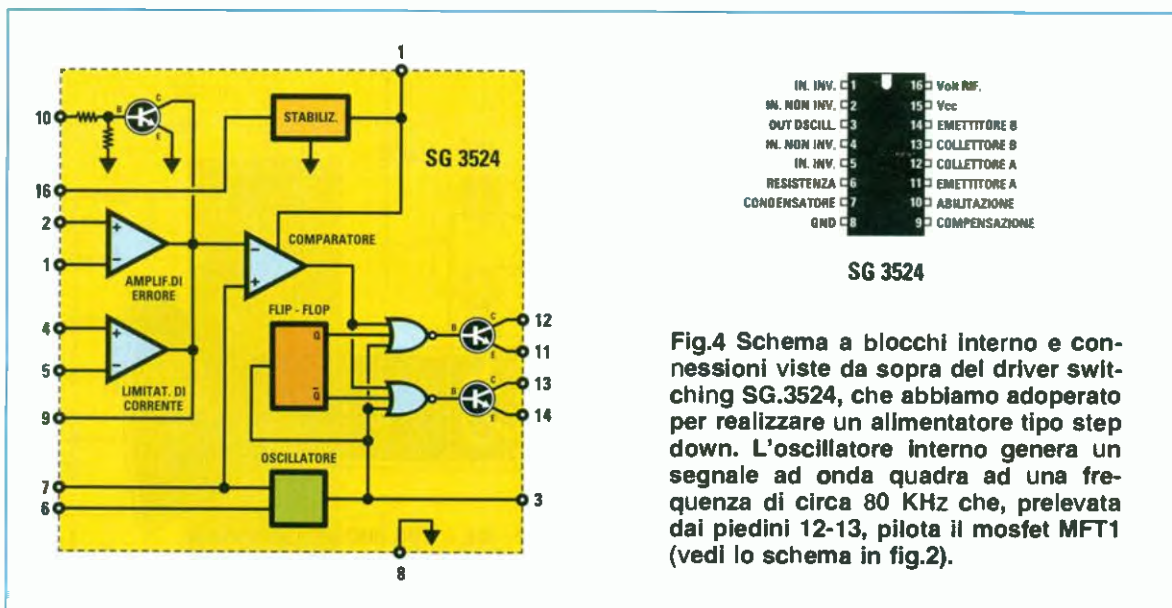 1
10
B
C
E
STABILIZ.
SG 3524
16
2
+
COMPARATORE
−
1
−
+
AMPLIF. DI
ERRORE
FLIP - FLOP
12
B
C
E
11
Q
4
+
5
−
13
Q
B
C
E
14
LIMITAT. DI
CORRENTE
9
OSCILLATORE
7
6
3
8
IN. INV. 1
16 Volt RIF.
IN. NON INV. 2
15 Vcc
OUT OSCILL. 3
14 EMETTITORE B
IN. NON INV. 4
13 COLLETTORE B
IN. INV. 5
12 COLLETTORE A
RESISTENZA 6
11 EMETTITORE A
CONDENSATORE 7
10 ABILITAZIONE
GND 8
9 COMPENSAZIONE
SG 3524
Fig.4 Schema a blocchi interno e con-
nessioni viste da sopra del driver swit-
ching SG.3524, che abbiamo adoperato
per realizzare un alimentatore tipo step
down. L'oscillatore interno genera un
segnale ad onda quadra ad una fre-
quenza di circa 80 KHz che, prelevata
dai piedini 12-13, pilota il mosfet MFT1
(vedi lo schema in fig.2).